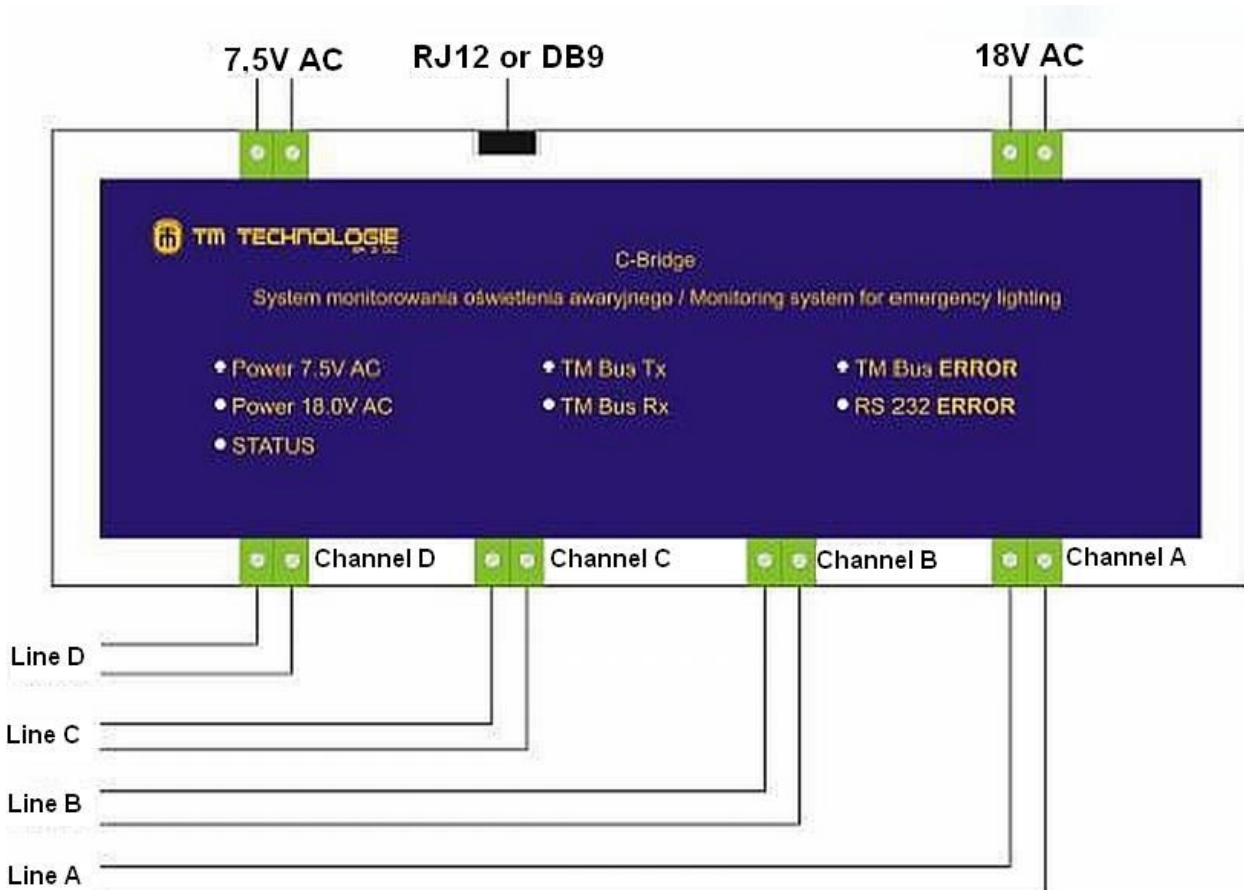 7,5V AC
RJ12 or DB9
18V AC
TM TECHNOLOGIE
C-Bridge
System monitorowania oświetlenia awaryjnego / Monitoring system for emergency lighting
Power 7.5V AC
TM Bus Tx
TM Bus ERROR
Power 18.0V AC
TM Bus Rx
RS 232 ERROR
STATUS
Channel D
Channel C
Channel B
Channel A
Line D
Line C
Line B
Line A